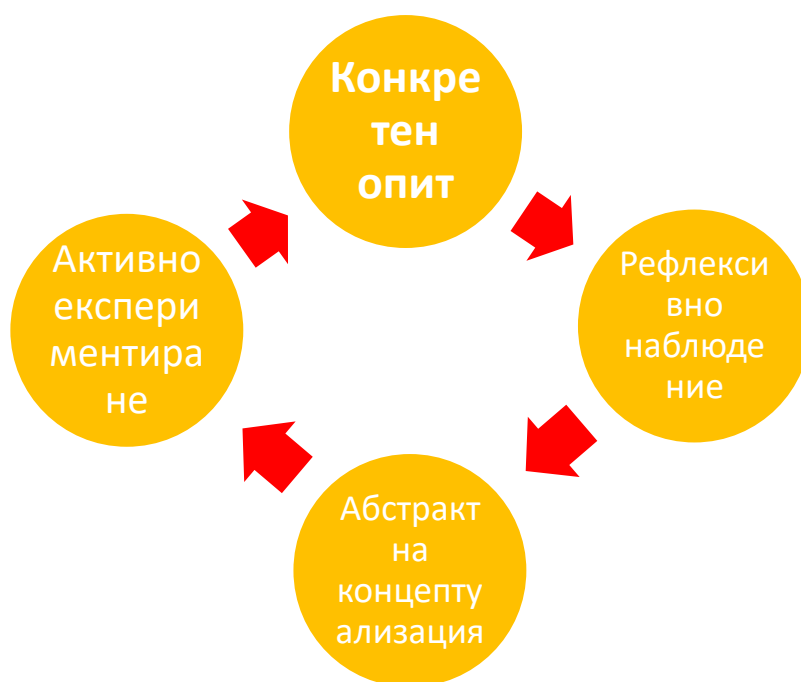 Конкре
тен
опит
Рефлекси
вно
наблюде
ние
Абстракт
на
концепту
ализация
Активно
експери
ментира
не